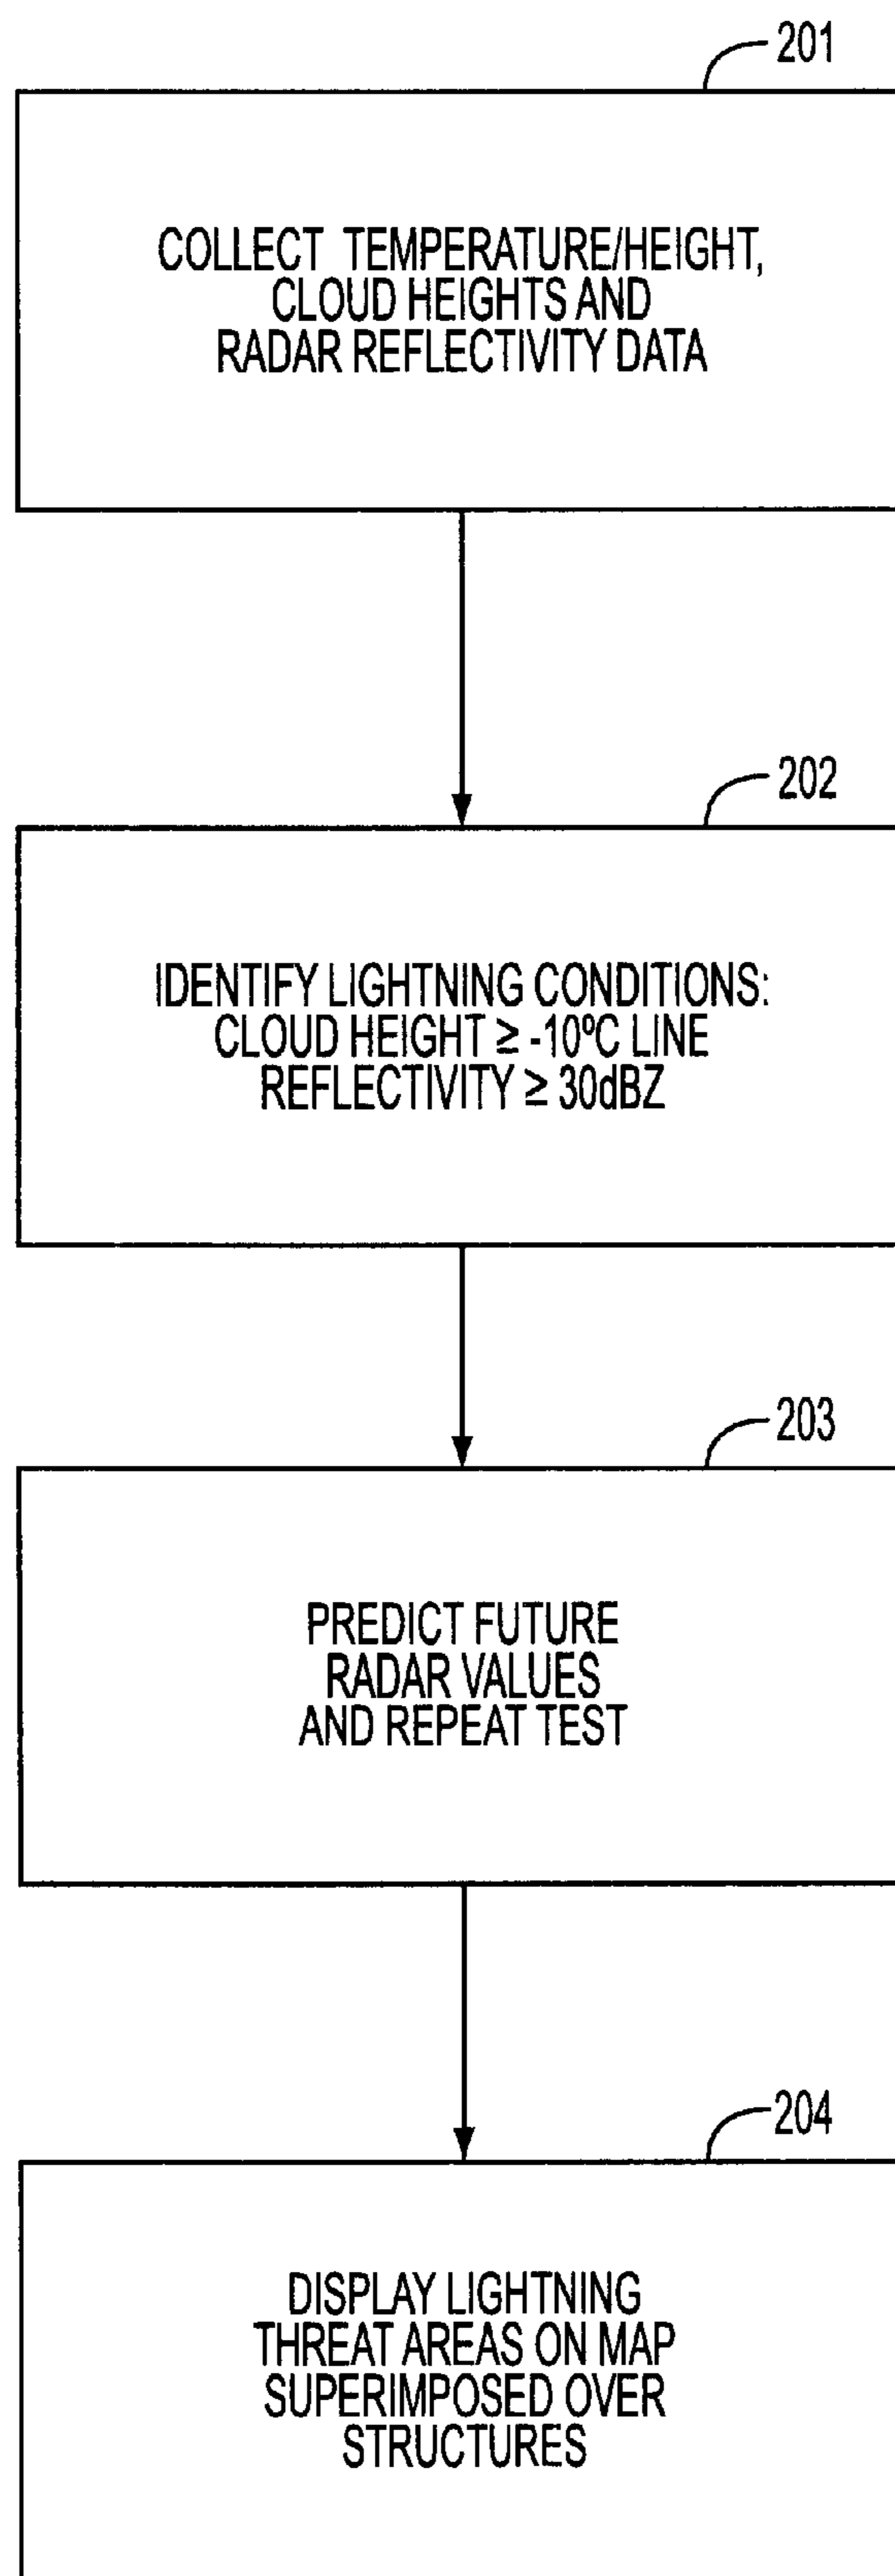 201
COLLECT TEMPERATURE/HEIGHT,
CLOUD HEIGHTS AND
RADAR REFLECTIVITY DATA
202
IDENTIFY LIGHTNING CONDITIONS:
CLOUD HEIGHT ≥ -10ºC LINE
REFLECTIVITY ≥ 30dBZ
203
PREDICT FUTURE
RADAR VALUES
AND REPEAT TEST
204
DISPLAY LIGHTNING
THREAT AREAS ON MAP
SUPERIMPOSED OVER
STRUCTURES